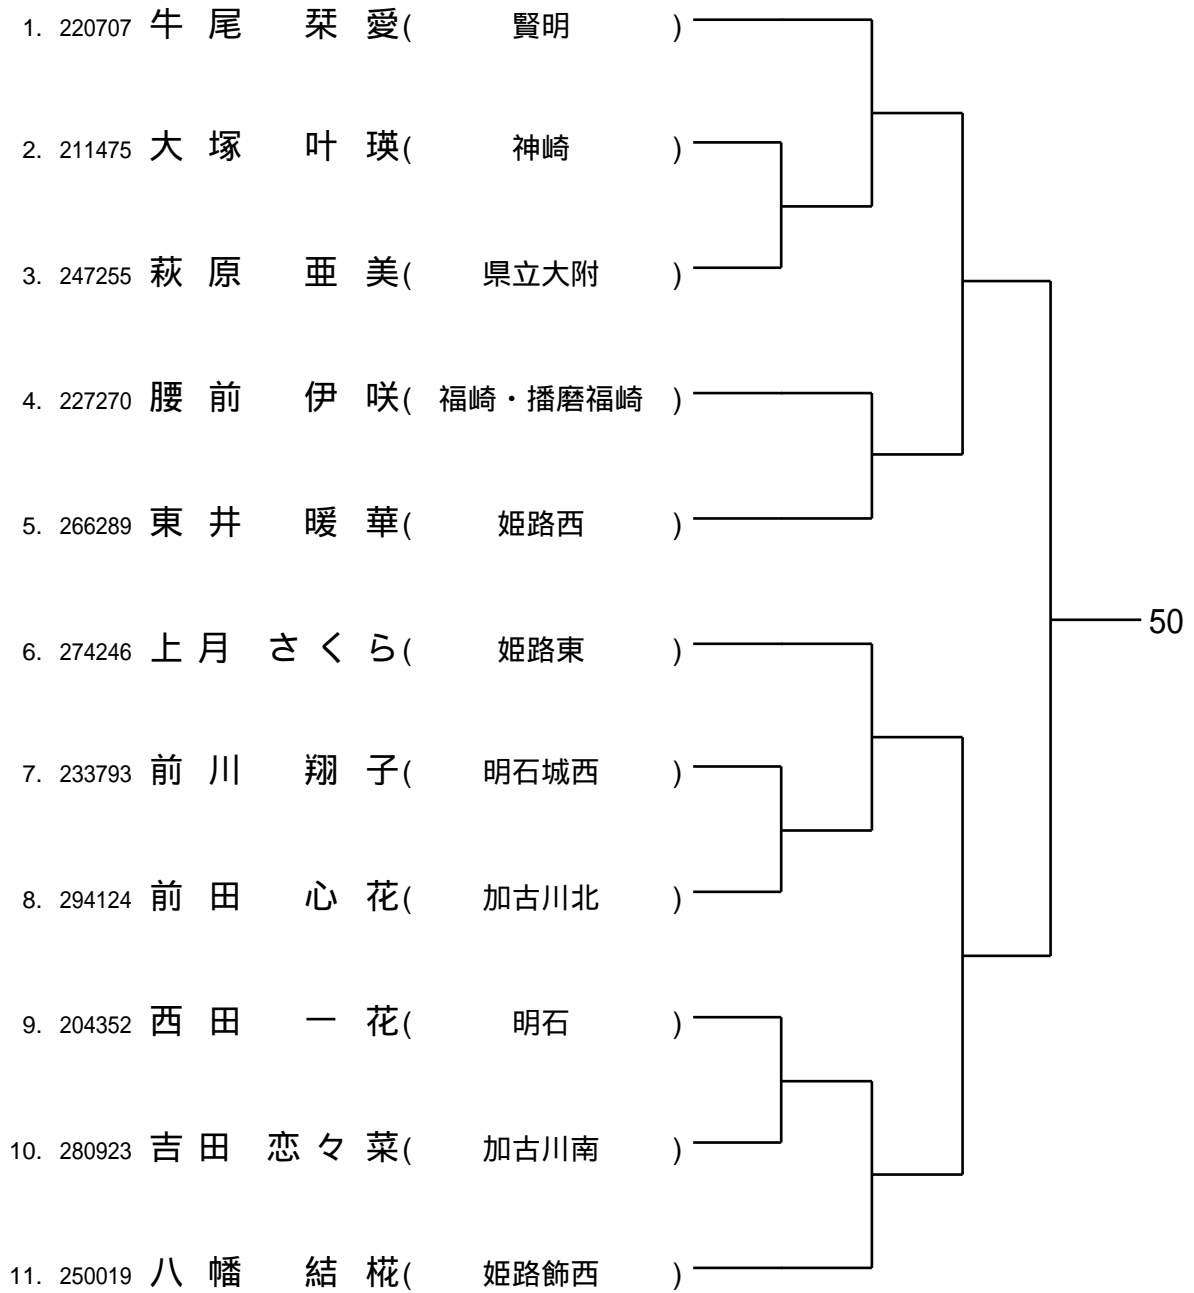 1. 220707 牛尾 栞愛( 賢明 )
2. 211475 大塚 叶瑛( 神崎 )
3. 247255 萩原 亜美( 県立大附 )
4. 227270 腰前 伊咲( 福崎・播磨福崎 )
5. 266289 東井 暖華( 姫路西 )
50
6. 274246 上月 さくら( 姫路東 )
7. 233793 前川 翔子( 明石城西 )
8. 294124 前田 心花( 加古川北 )
9. 204352 西田 一花( 明石 )
10. 280923 吉田 恋々菜( 加古川南 )
11. 250019 八幡 結椛( 姫路飾西 )